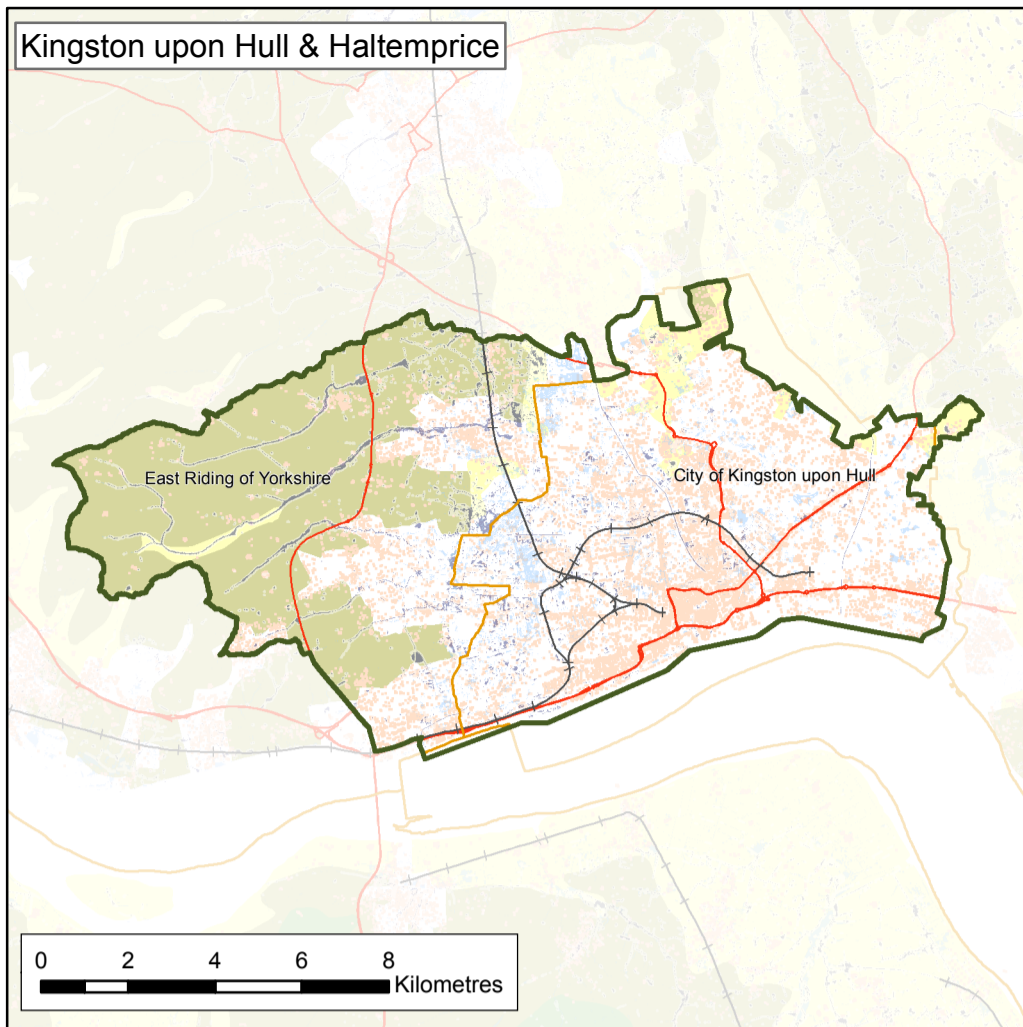 Kingston upon Hull & Haltemprice
East Riding of Yorkshire
City of Kingston upon Hull
0 2 4 6 8
Kilometres